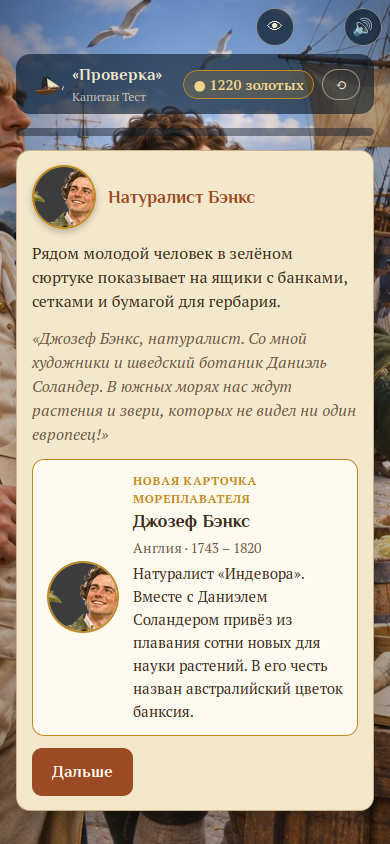 «Проверка»
Капитан Тест
1220 золотых
Натуралист Бэнкс
Рядом молодой человек в зелёном
сюртуке показывает на ящики с банками,
сетками и бумагой для гербария.
«Джозеф Бэнкс, натуралист. Со мной
художники и шведский ботаник Даниэль
Соландер. В южных морях нас ждут
растения и звери, которых не видел ни один
европеец!»
НОВАЯ КАРТОЧКА
МОРЕПЛАВАТЕЛЯ
Джозеф Бэнкс
Англия · 1743 – 1820
Натуралист «Индевора».
Вместе с Даниэлем
Соландером привёз из
плавания сотни новых для
науки растений. В его честь
назван австралийский цветок
банксия.
Дальше